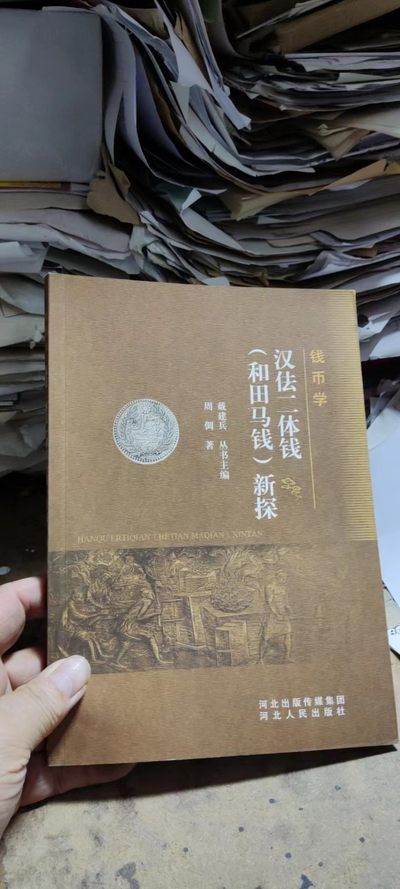 钱币学
汉佉二体钱
（和田马钱）新探
戴建兵 丛书主编
周倜 著
HANQU ERTIQIAN（HETIAN MAQIAN）XINTAN
河北出版传媒集团
河北人民出版社